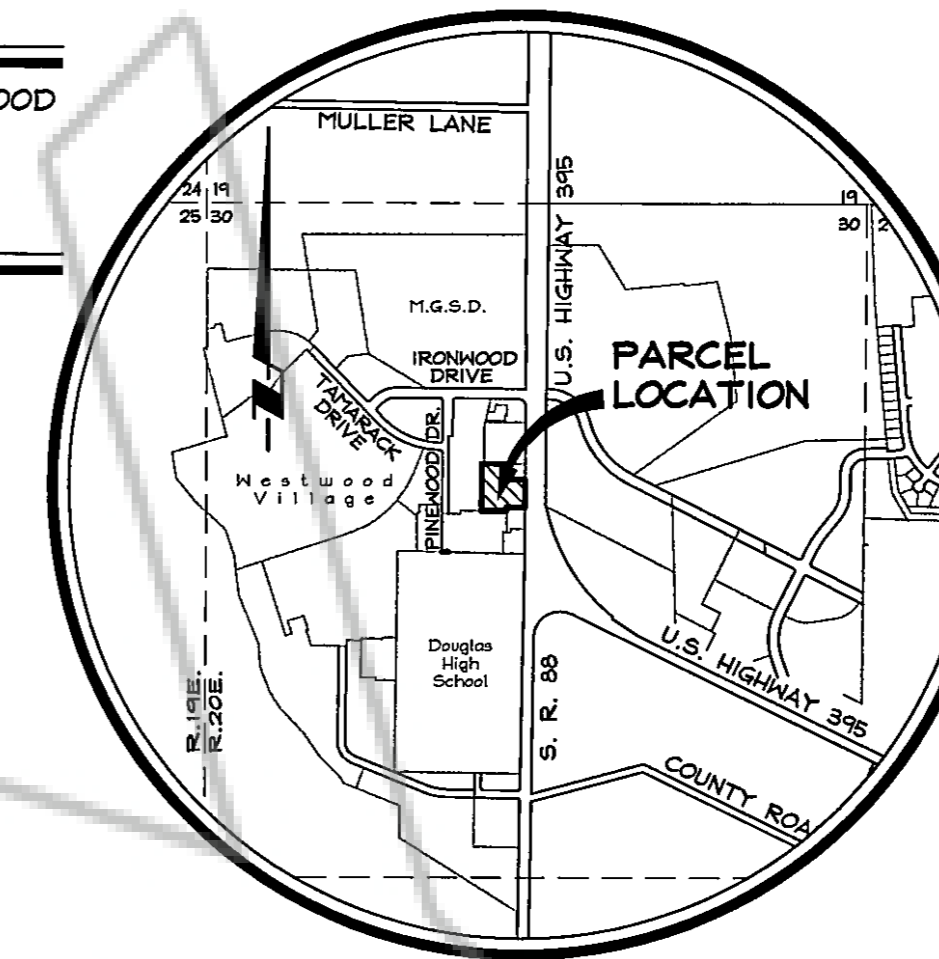 OOD
MULLER LANE
24 19
25 30
19
30 2
U.S. HIGHWAY 395
M.G.S.D.
IRONWOOD
DRIVE
PARCEL
LOCATION
TAMARACK
DRIVE
PINEWOOD DR.
Westwood
Village
Douglas
High
School
U.S. HIGHWAY 395
R.19E.
R.20E.
S. R. 88
COUNTY ROA